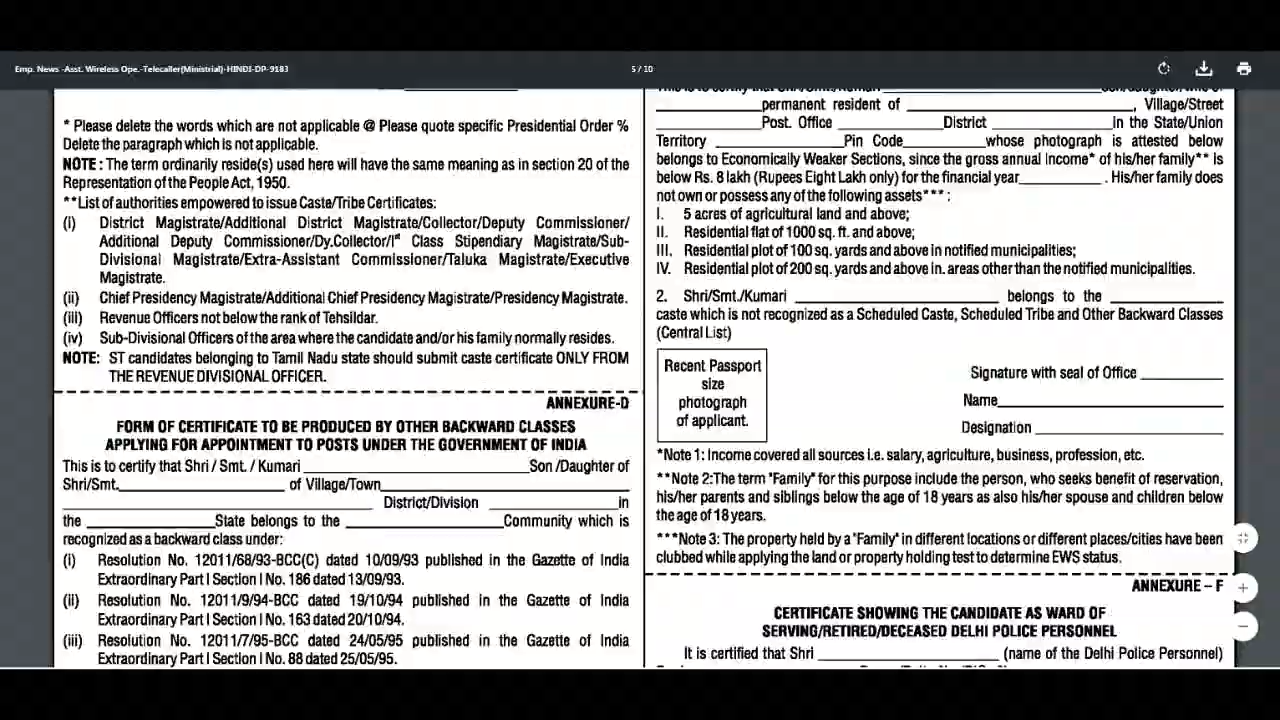 Emp. News -Asst. Wireless Ope.-Telecaller(Ministrial)-HINDI-DP-9183
5 / 10
* Please delete the words which are not applicable @ Please quote specific Presidential Order %
Delete the paragraph which is not applicable.
NOTE : The term ordinarily reside(s) used here will have the same meaning as in section 20 of the
Representation of the People Act, 1950.
**List of authorities empowered to issue Caste/Tribe Certificates:
(i) District Magistrate/Additional District Magistrate/Collector/Deputy Commissioner/
Additional Deputy Commissioner/Dy.Collector/Ist Class Stipendiary Magistrate/Sub-
Divisional Magistrate/Extra-Assistant Commissioner/Taluka Magistrate/Executive
Magistrate.
(ii) Chief Presidency Magistrate/Additional Chief Presidency Magistrate/Presidency Magistrate.
(iii) Revenue Officers not below the rank of Tehsildar.
(iv) Sub-Divisional Officers of the area where the candidate and/or his family normally resides.
NOTE: ST candidates belonging to Tamil Nadu state should submit caste certificate ONLY FROM
THE REVENUE DIVISIONAL OFFICER.
ANNEXURE-D
FORM OF CERTIFICATE TO BE PRODUCED BY OTHER BACKWARD CLASSES
APPLYING FOR APPOINTMENT TO POSTS UNDER THE GOVERNMENT OF INDIA
This is to certify that Shri / Smt. / Kumari ______ Son /Daughter of
Shri/Smt.______ of Village/Town______
______ District/Division ______in
the ______State belongs to the ______Community which is
recognized as a backward class under:
(i) Resolution No. 12011/68/93-BCC(C) dated 10/09/93 published in the Gazette of India
Extraordinary Part I Section I No. 186 dated 13/09/93.
(ii) Resolution No. 12011/9/94-BCC dated 19/10/94 published in the Gazette of India
Extraordinary Part I Section I No. 163 dated 20/10/94.
(iii) Resolution No. 12011/7/95-BCC dated 24/05/95 published in the Gazette of India
Extraordinary Part I Section I No. 88 dated 25/05/95.
______permanent resident of ______, Village/Street
______Post. Office ______District ______in the State/Union
Territory ______Pin Code______whose photograph is attested below
belongs to Economically Weaker Sections, since the gross annual Income* of his/her family** is
below Rs. 8 lakh (Rupees Eight Lakh only) for the financial year______ . His/her family does
not own or possess any of the following assets*** :
I. 5 acres of agricultural land and above;
II. Residential flat of 1000 sq. ft. and above;
III. Residential plot of 100 sq. yards and above in notified municipalities;
IV. Residential plot of 200 sq. yards and above in. areas other than the notified municipalities.
2. Shri/Smt./Kumari ______ belongs to the ______
caste which is not recognized as a Scheduled Caste, Scheduled Tribe and Other Backward Classes
(Central List)
Recent Passport
size
photograph
of applicant.
Signature with seal of Office ______
Name______
Designation ______
*Note 1: Income covered all sources i.e. salary, agriculture, business, profession, etc.
**Note 2:The term "Family" for this purpose include the person, who seeks benefit of reservation,
his/her parents and siblings below the age of 18 years as also his/her spouse and children below
the age of 18 years.
***Note 3: The property held by a "Family" in different locations or different places/cities have been
clubbed while applying the land or property holding test to determine EWS status.
ANNEXURE – F
CERTIFICATE SHOWING THE CANDIDATE AS WARD OF
SERVING/RETIRED/DECEASED DELHI POLICE PERSONNEL
It is certified that Shri ______ (name of the Delhi Police Personnel)